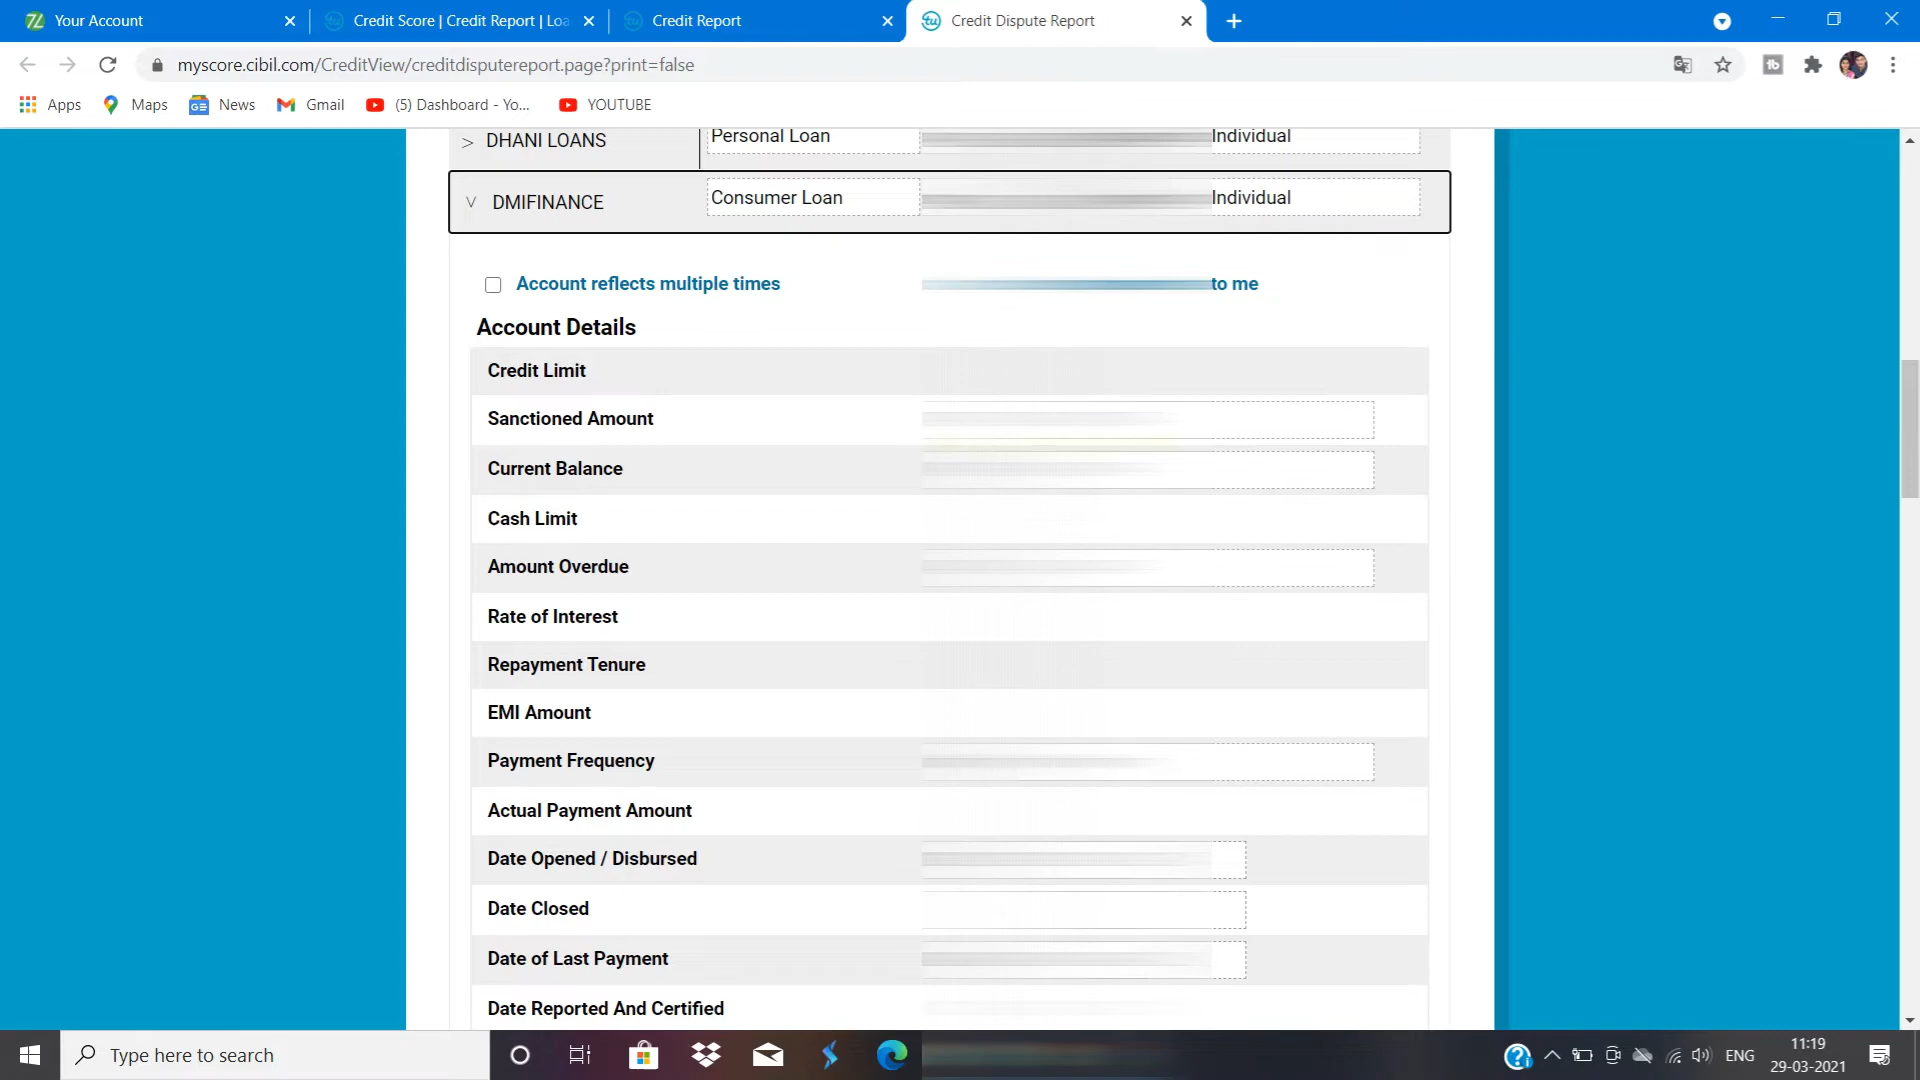 Your Account
Credit Score | Credit Report | Loa
Credit Report
Credit Dispute Report
myscore.cibil.com/CreditView/creditdisputereport.page?print=false
Apps
Maps
News
Gmail
(5) Dashboard - Yo...
YOUTUBE
> DHANI LOANS
Personal Loan
Individual
DMIFINANCE
Consumer Loan
Individual
Account reflects multiple times
to me
Account Details
Credit Limit
Sanctioned Amount
Current Balance
Cash Limit
Amount Overdue
Rate of Interest
Repayment Tenure
EMI Amount
Payment Frequency
Actual Payment Amount
Date Opened / Disbursed
Date Closed
Date of Last Payment
Date Reported And Certified
Type here to search
ENG
11:19
29-03-2021